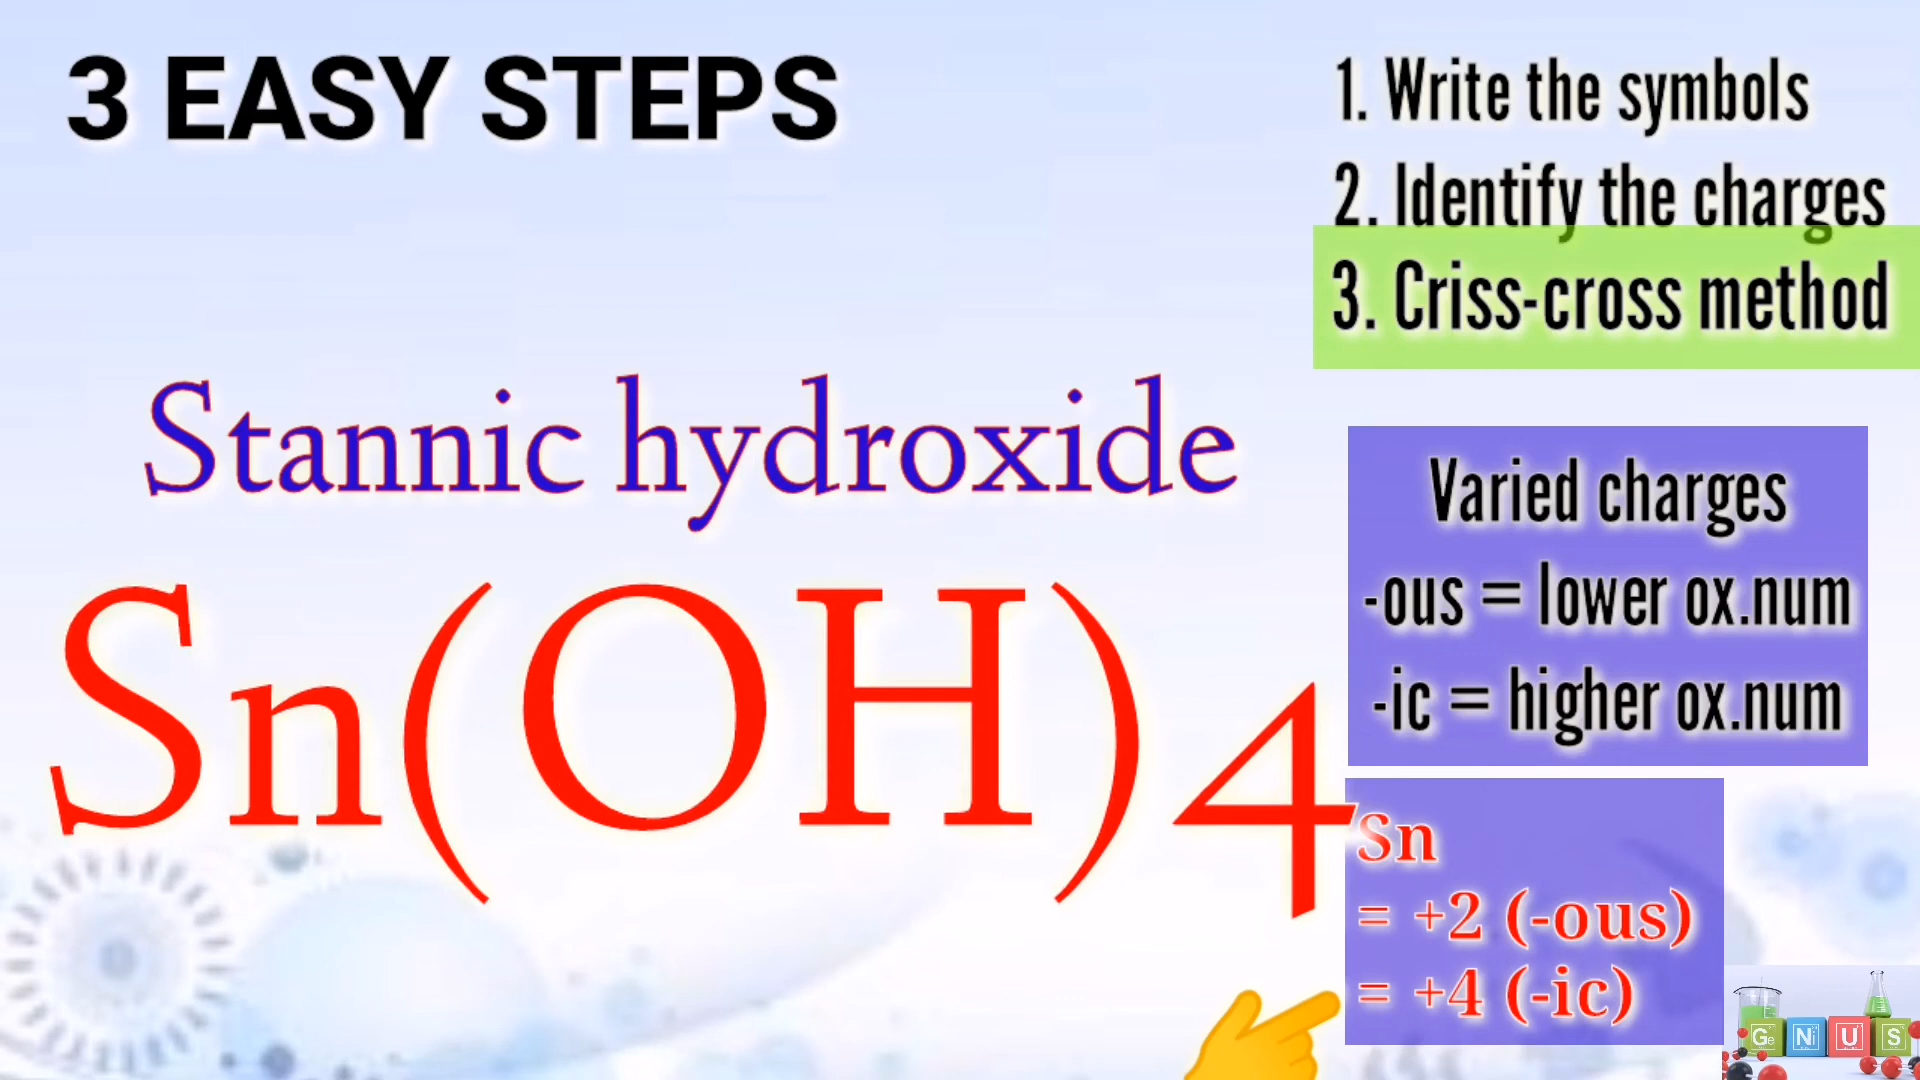 3 EASY STEPS
1. Write the symbols
2. Identify the charges
3. Criss-cross method
Stannic hydroxide
Sn(OH)4
Varied charges
-ous = lower ox.num
-ic = higher ox.num
Sn
= +2 (-ous)
= +4 (-ic)
Ge Ni U S